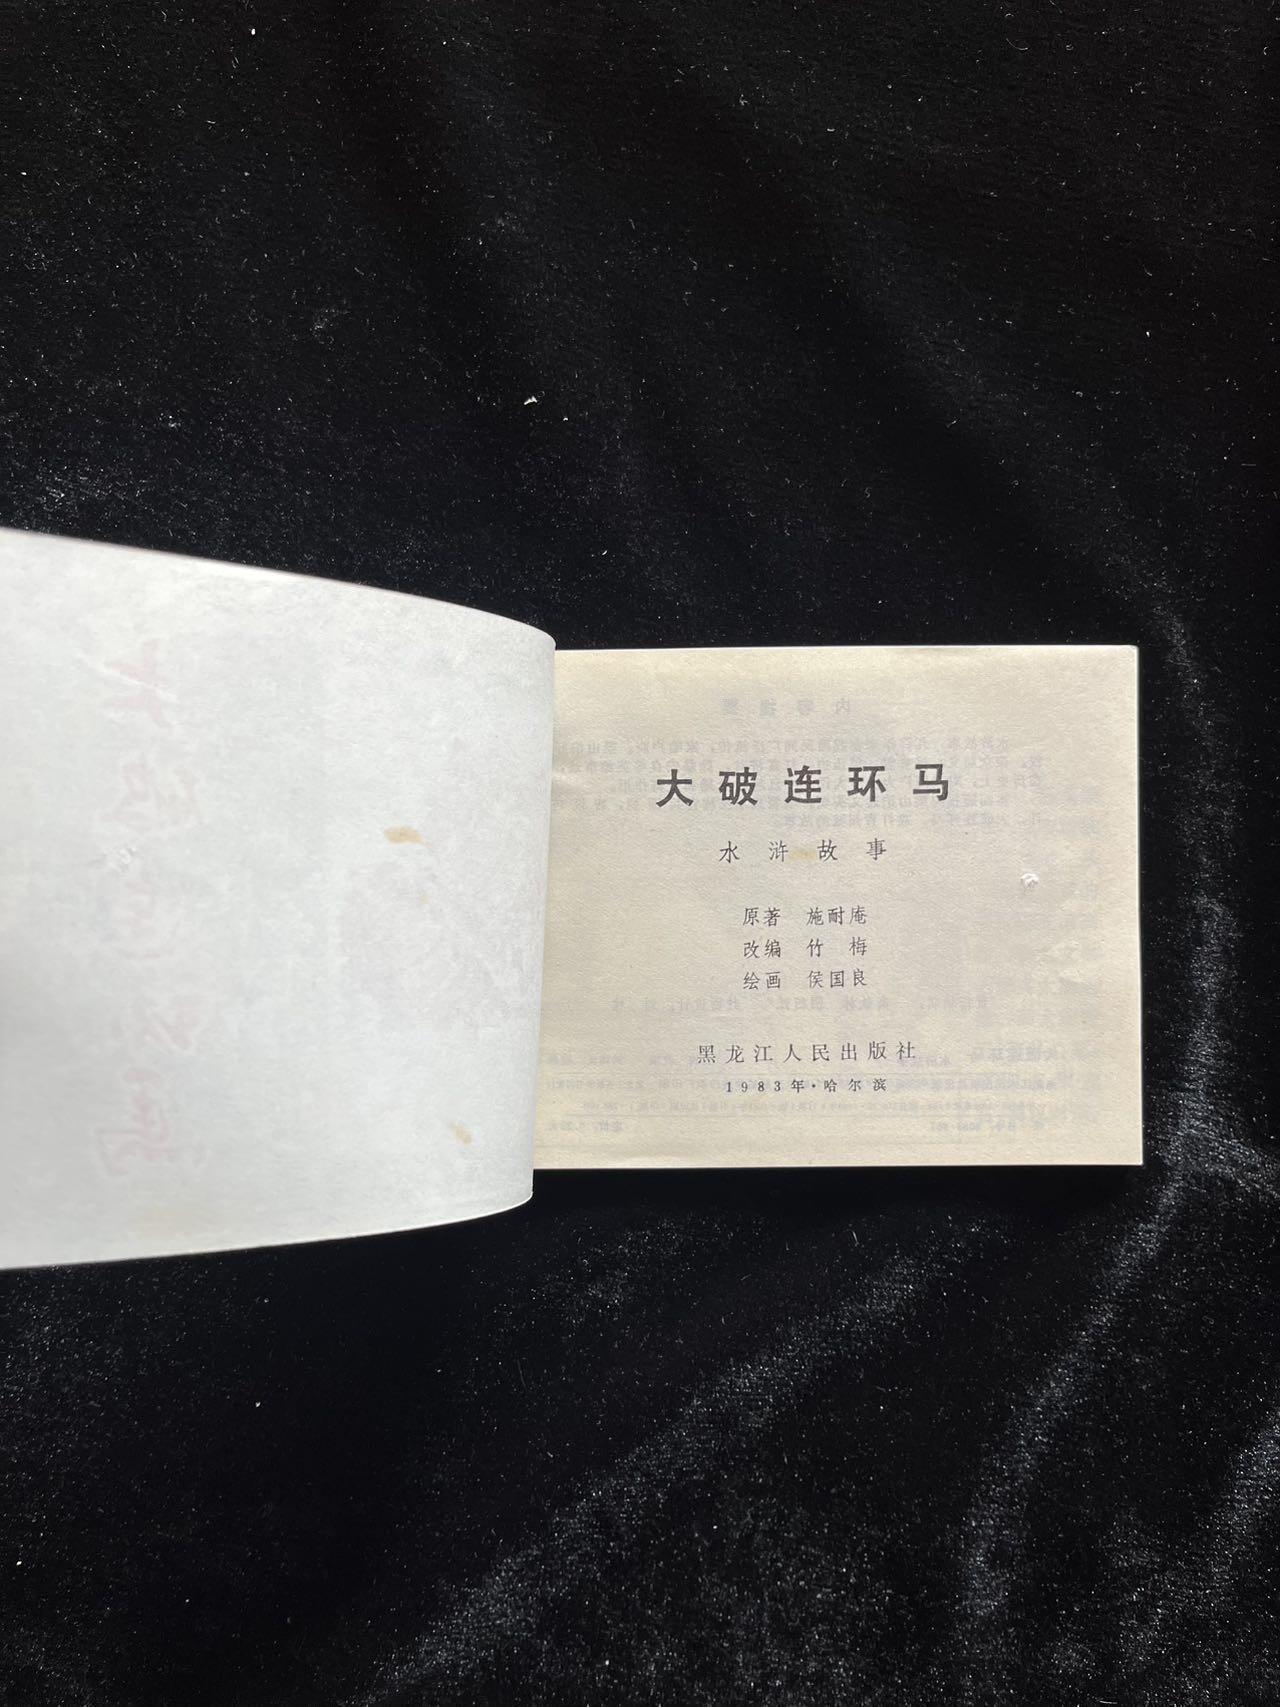 大破连环马
水浒故事
原著 施耐庵
改编 竹 梅
绘画 侯国良
黑龙江人民出版社
1983年·哈尔滨